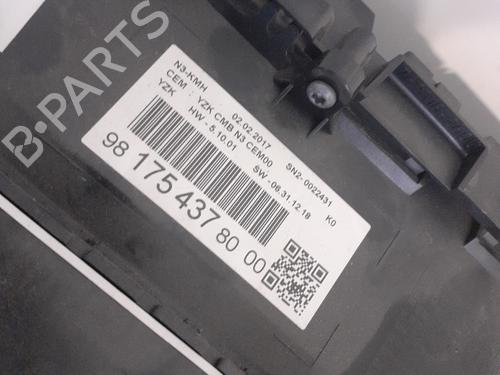 B-PARTS
N3-KMH
CEM : YZK CMB N3 CEM00
YZK
02.02.2017
SN2- 0022431
HW - 5.10.01
SW - 06.31.12.18
K0
98 175 437 80 00